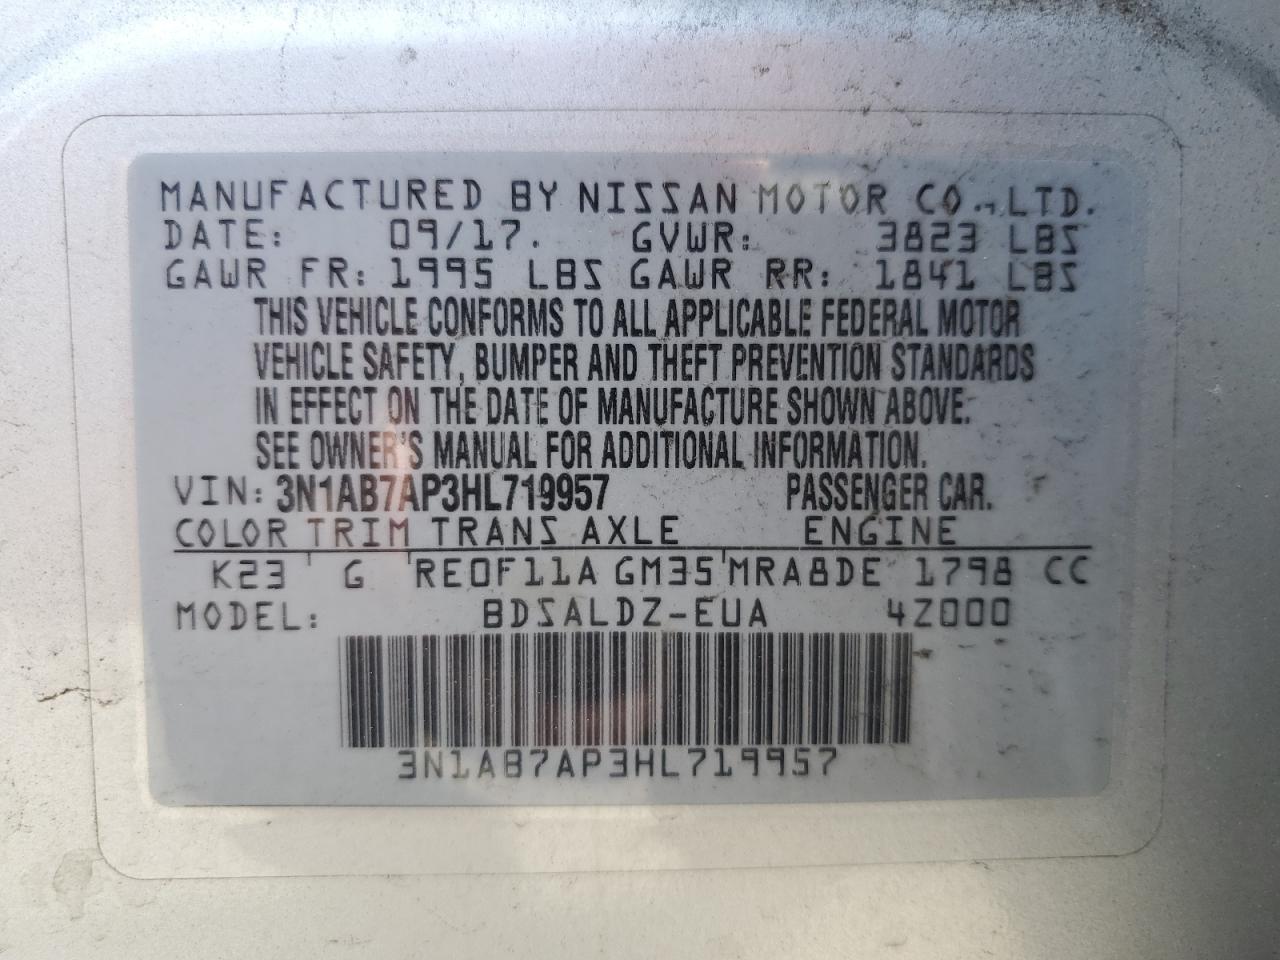 MANUFACTURED BY NISSAN MOTOR CO., LTD.
DATE: 09/17. GVWR: 3823 LBS
GAWR FR: 1995 LBS GAWR RR: 1841 LBS
THIS VEHICLE CONFORMS TO ALL APPLICABLE FEDERAL MOTOR
VEHICLE SAFETY, BUMPER AND THEFT PREVENTION STANDARDS
IN EFFECT ON THE DATE OF MANUFACTURE SHOWN ABOVE.
SEE OWNER'S MANUAL FOR ADDITIONAL INFORMATION.
VIN: 3N1AB7AP3HL719957 PASSENGER CAR.
COLOR TRIM TRANS AXLE ENGINE
K23 G RE0F11A GM35 MRA8DE 1798 CC
MODEL: BDSALDZ-EUA 4Z000
3N1AB7AP3HL719957